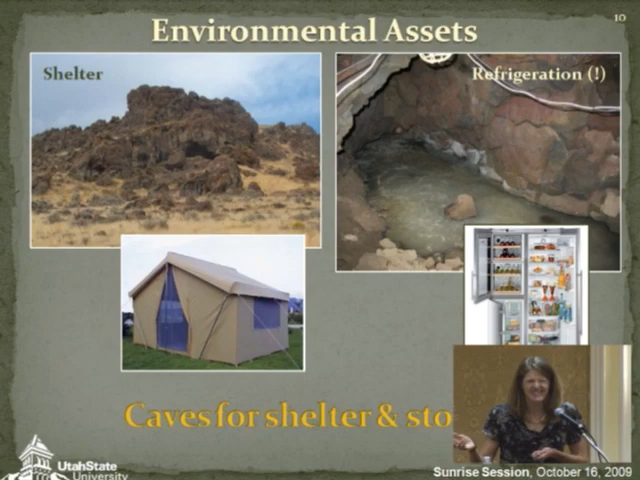 10
Environmental Assets
Shelter
Refrigeration (!)
Caves for shelter & sto
UtahState
University
Sunrise Session, October 16, 2009